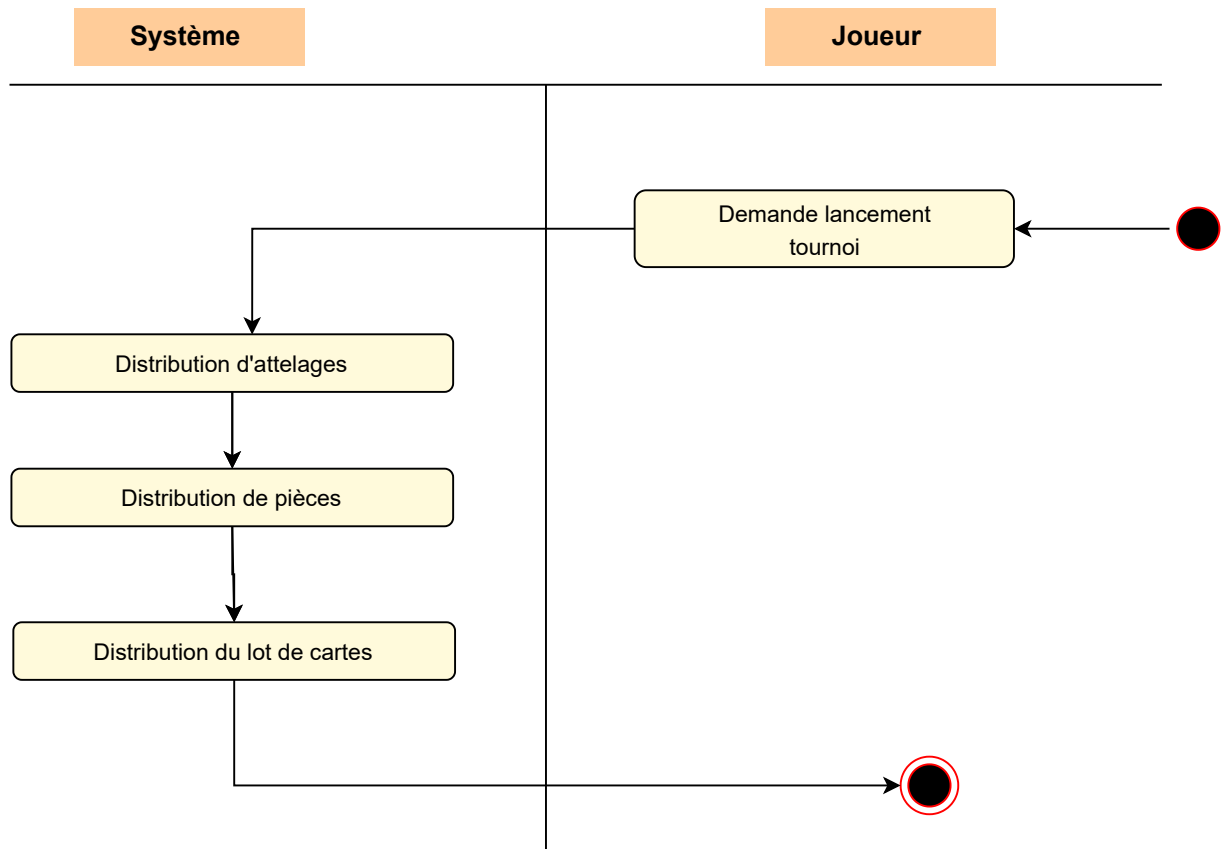 Système
Joueur
Demande lancement
tournoi
Distribution d'attelages
Distribution de pièces
Distribution du lot de cartes